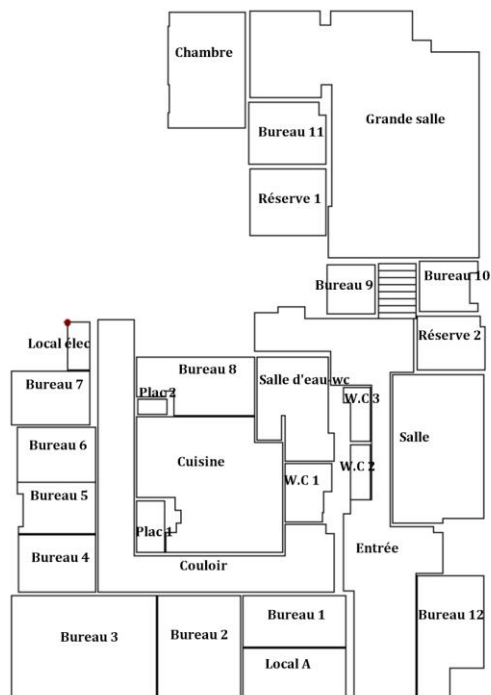 Chambre
Grande salle
Bureau 11
Réserve 1
Bureau 9
Bureau 10
Local élec
Réserve 2
Bureau 8
Bureau 7
Salle d'eau-wc
Plac 2
W.C 3
Bureau 6
Salle
Cuisine
W.C 2
W.C 1
Bureau 5
Plac 1
Entrée
Bureau 4
Couloir
Bureau 1
Bureau 12
Bureau 3
Bureau 2
Local A